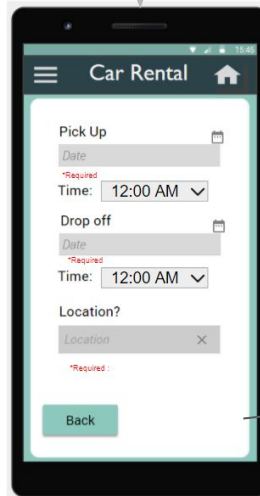 15:45
Car Rental
Pick Up
Date
*Required
Time: 12:00 AM
Drop off
Date
*Required
Time: 12:00 AM
Location?
Location
*Required :
Back